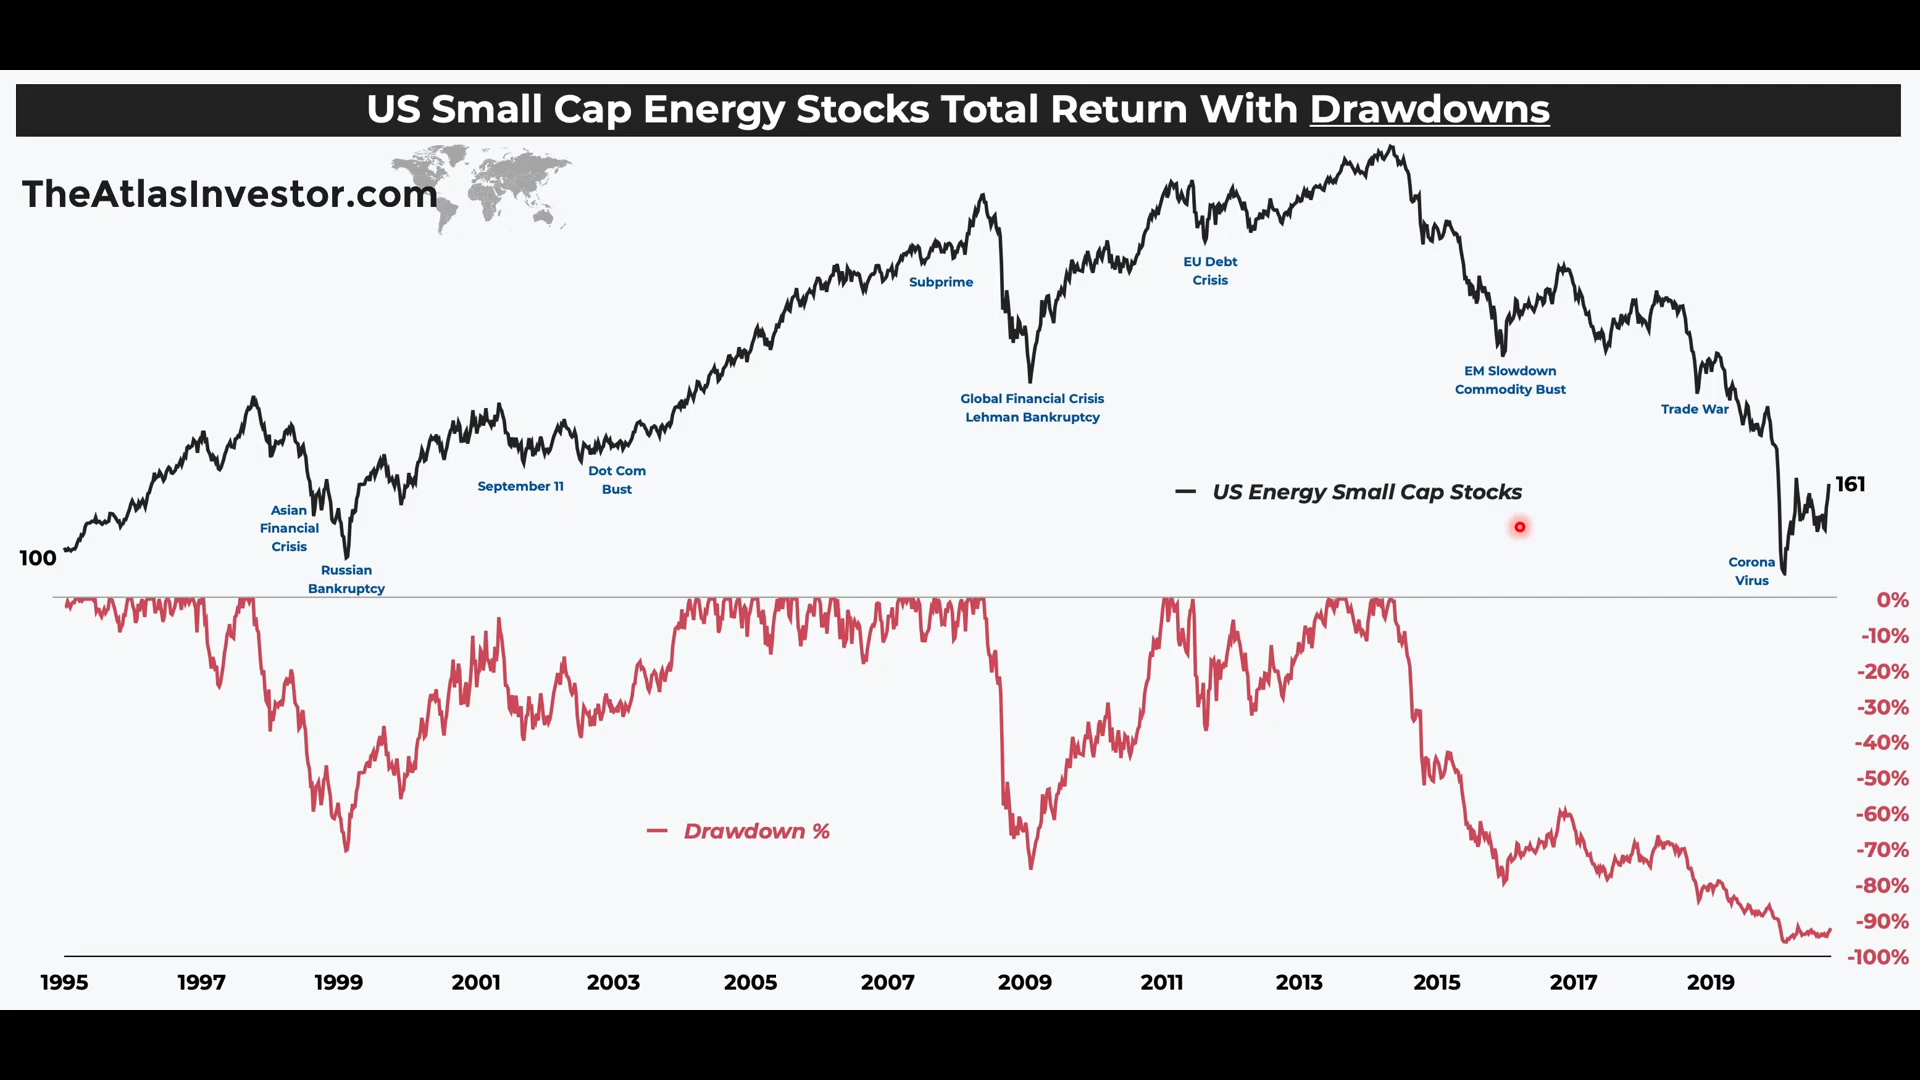 US Small Cap Energy Stocks Total Return With Drawdowns
TheAtlasInvestor.com
Subprime
EU Debt
Crisis
Global Financial Crisis
Lehman Bankruptcy
EM Slowdown
Commodity Bust
Trade War
September 11
Dot Com
Bust
US Energy Small Cap Stocks
161
Asian
Financial
Crisis
100
Russian
Bankruptcy
Corona
Virus
0%
-10%
-20%
-30%
-40%
-50%
-60%
-70%
-80%
-90%
-100%
Drawdown %
1995 1997 1999 2001 2003 2005 2007 2009 2011 2013 2015 2017 2019